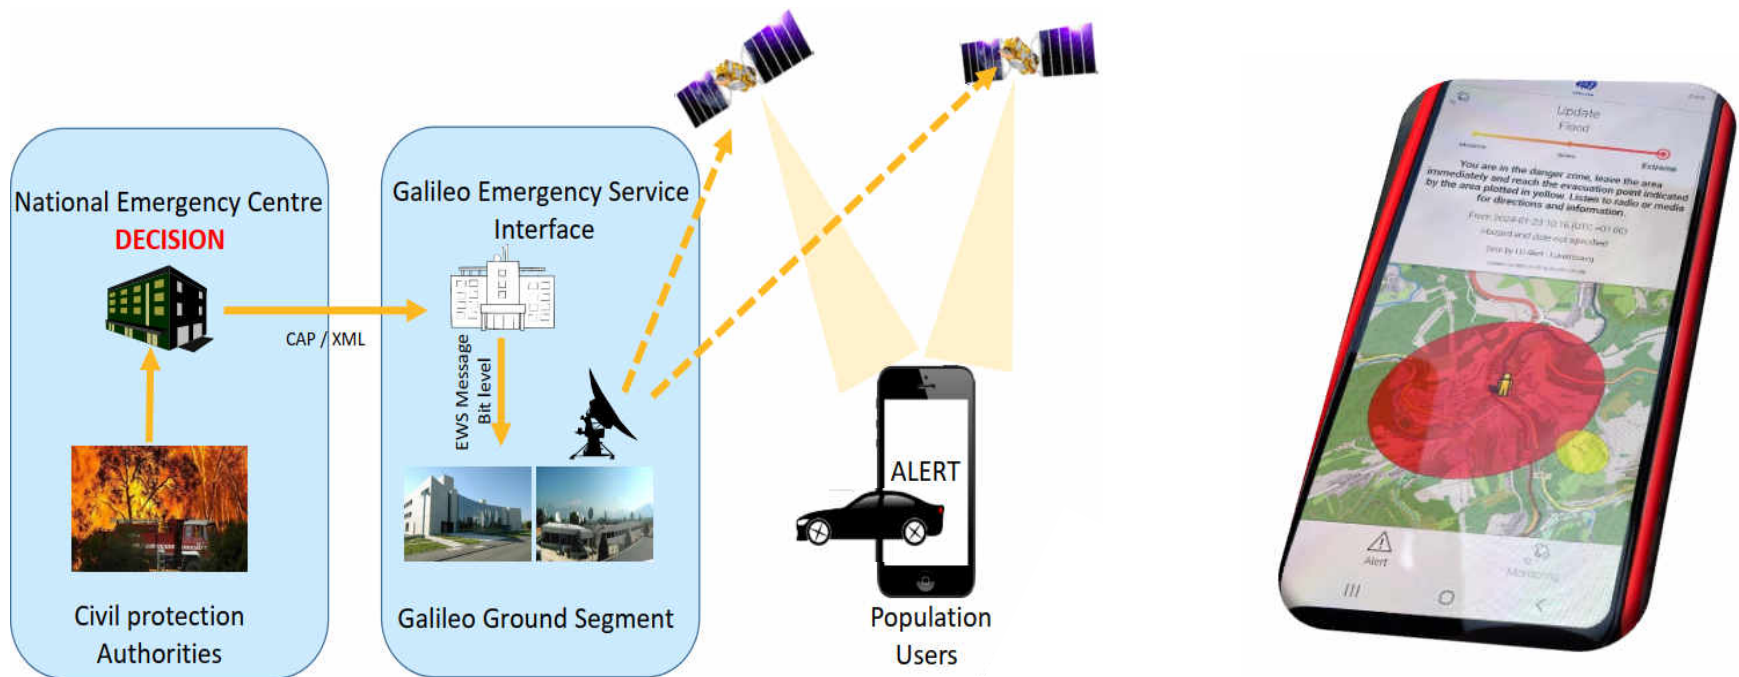 National Emergency Centre
DECISION
CAP / XML
Civil protection
Authorities
Galileo Emergency Service
Interface
EWS Message
Bit level
Galileo Ground Segment
ALERT
Population
Users
Update
Flood
Extreme
You are in the danger zone, leave the area
immediately and reach the evacuation point indicated
by the area plotted in yellow. Listen to radio or media
for directions and information.
Alert
Monitoring